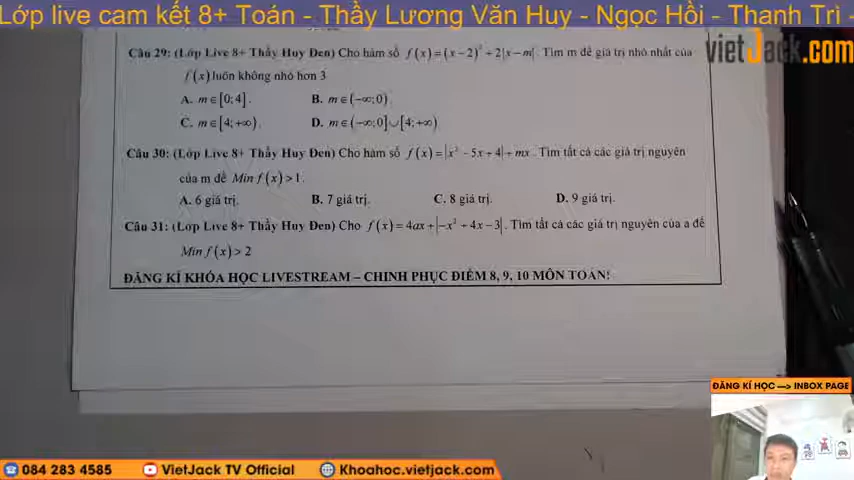 Lớp live cam kết 8+ Toán - Thầy Lương Văn Huy - Ngọc Hồi - Thanh Trì -
vietJack.com
Câu 29: (Lớp Live 8+ Thầy Huy Đen) Cho hàm số f(x)=(x-2)²+2|x-m|. Tìm m để giá trị nhỏ nhất của
f(x) luôn không nhỏ hơn 3
A. m∈[0;4].
B. m∈(-∞;0)
C. m∈[4;+∞).
D. m∈(-∞;0]∪[4;+∞)
Câu 30: (Lớp Live 8+ Thầy Huy Đen) Cho hàm số f(x)=|x²-5x+4|+mx. Tìm tất cả các giá trị nguyên
của m để Min f(x)>1.
A. 6 giá trị.
B. 7 giá trị.
C. 8 giá trị.
D. 9 giá trị.
Câu 31: (Lớp Live 8+ Thầy Huy Đen) Cho f(x)=4ax+|-x²+4x-3|. Tìm tất cả các giá trị nguyên của a để
Min f(x)>2
ĐĂNG KÍ KHÓA HỌC LIVESTREAM – CHINH PHỤC ĐIỂM 8, 9, 10 MÔN TOÁN!
ĐĂNG KÍ HỌC —> INBOX PAGE
084 283 4585
VietJack TV Official
Khoahoc.vietjack.com